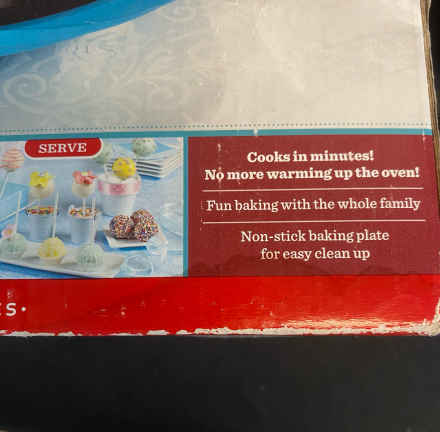 SERVE
Cooks in minutes!
No more warming up the oven!
Fun baking with the whole family
Non-stick baking plate
for easy clean up
S.